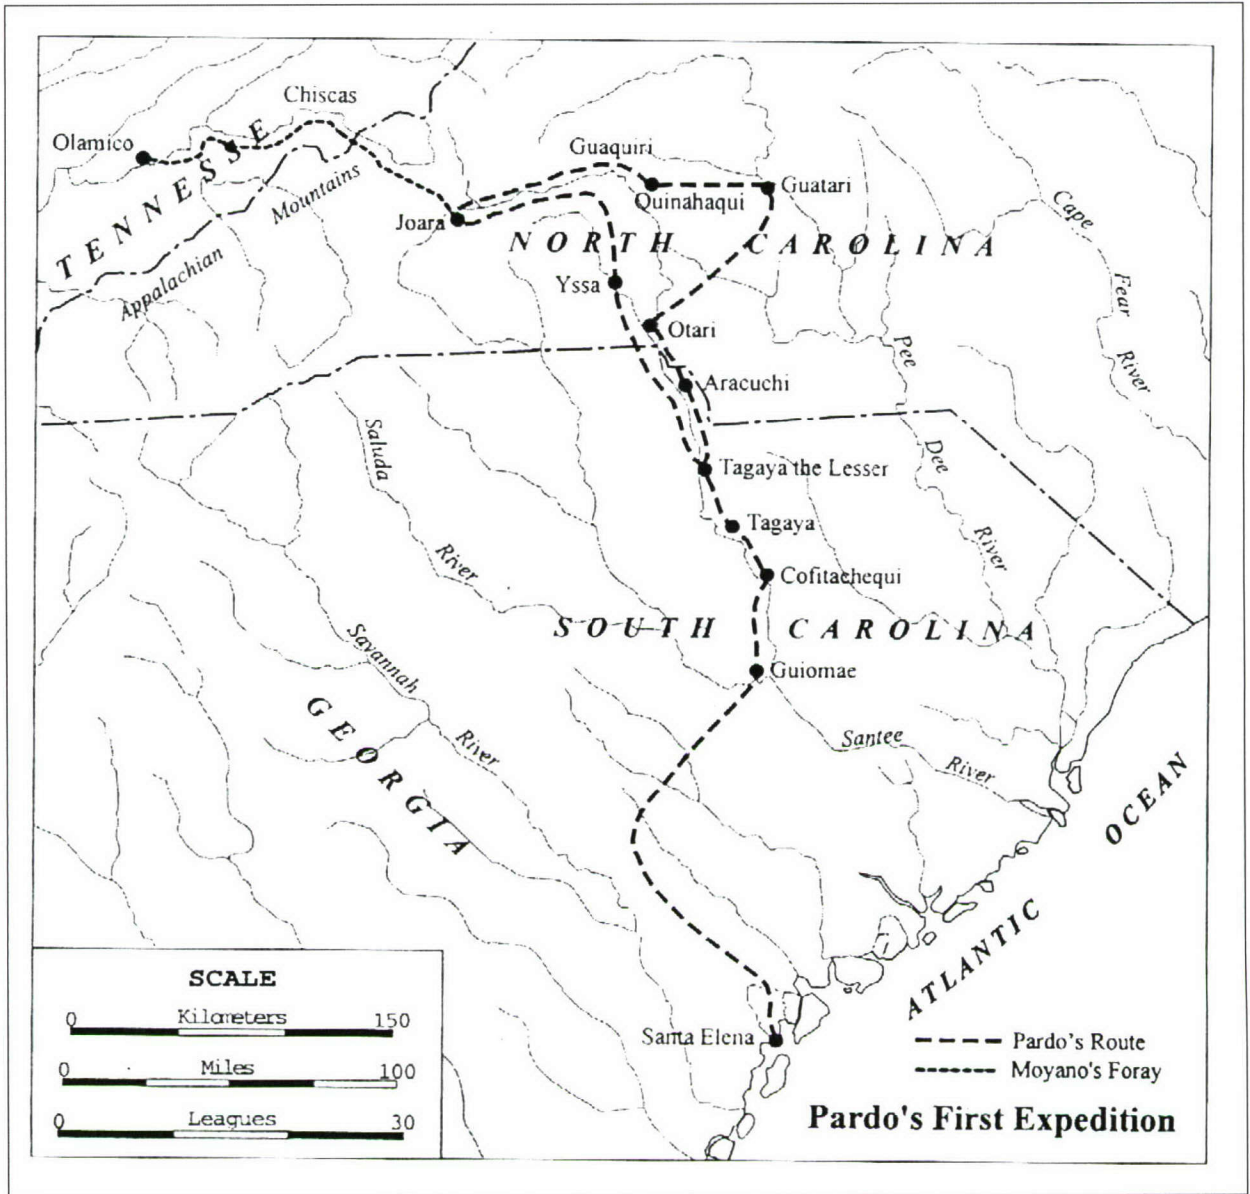 Chiscas
Olamico
TENNESSE
Guaquiri
Mountains
Quinahaqui
Guatari
Joara
Cape
NORTH CAROLINA
Appalachian
Yssa
Fear
Otari
Pee
River
Aracuchi
Saluda
Dee
Tagaya the Lesser
Tagaya
River
River
Cofitachequi
SOUTH CAROLINA
Savannah
Guiomae
GEORGIA
River
Santee
River
ATLANTIC OCEAN
SCALE
0 Kilometers 150
0 Miles 100
0 Leagues 30
Santa Elena
Pardo's Route
Moyano's Foray
Pardo's First Expedition